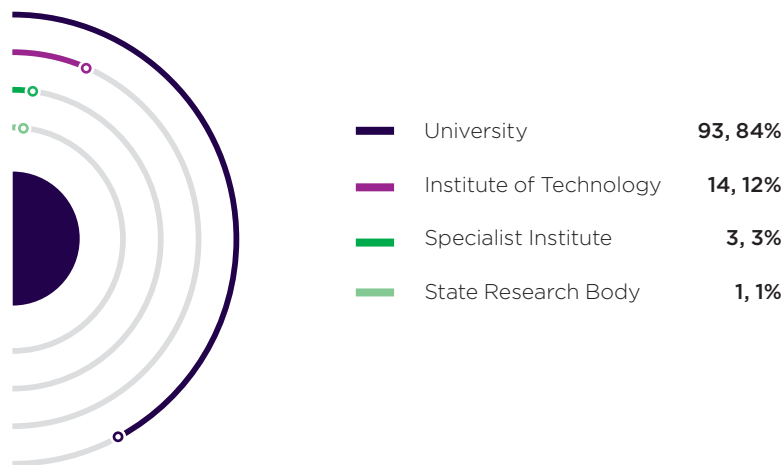 University 93, 84%
Institute of Technology 14, 12%
Specialist Institute 3, 3%
State Research Body 1, 1%